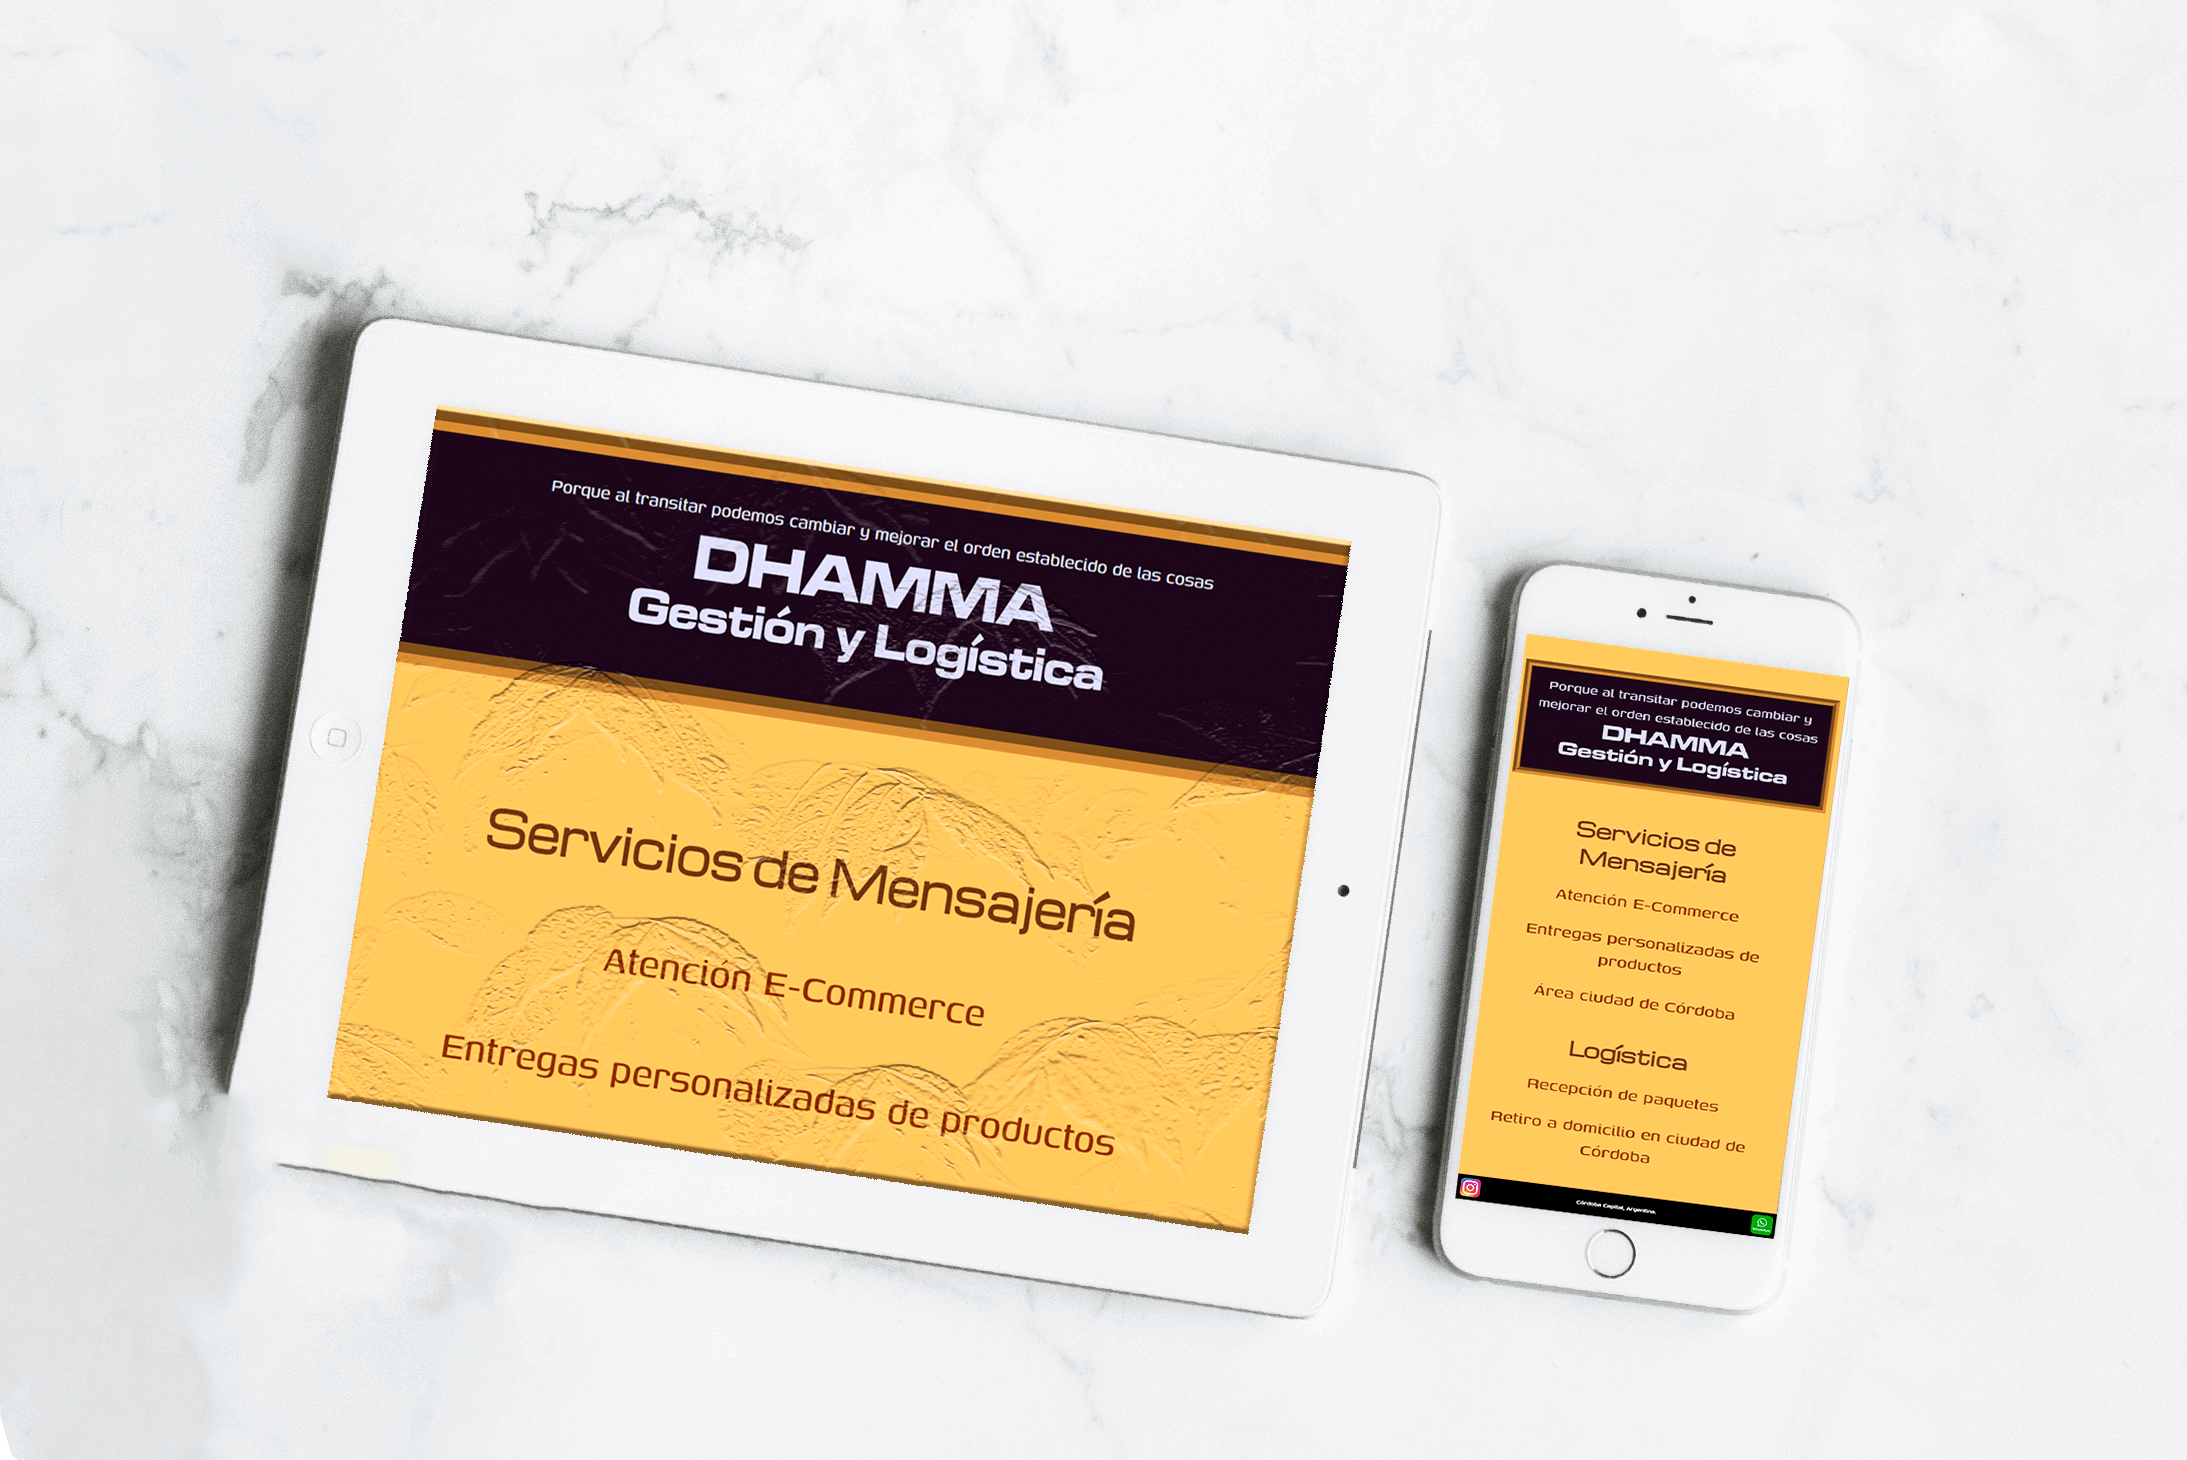 Porque al transitar podemos cambiar y mejorar el orden establecido de las cosas
DHAMMA
Gestión y Logística
Servicios de Mensajería
Atención E-Commerce
Entregas personalizadas de productos
Porque al transitar podemos cambiar y
mejorar el orden establecido de las cosas
DHAMMA
Gestión y Logística
Servicios de
Mensajería
Atención E-Commerce
Entregas personalizadas de
productos
Área ciudad de Córdoba
Logística
Recepción de paquetes
Retiro a domicilio en ciudad de
Córdoba
Córdoba Capital, Argentina.